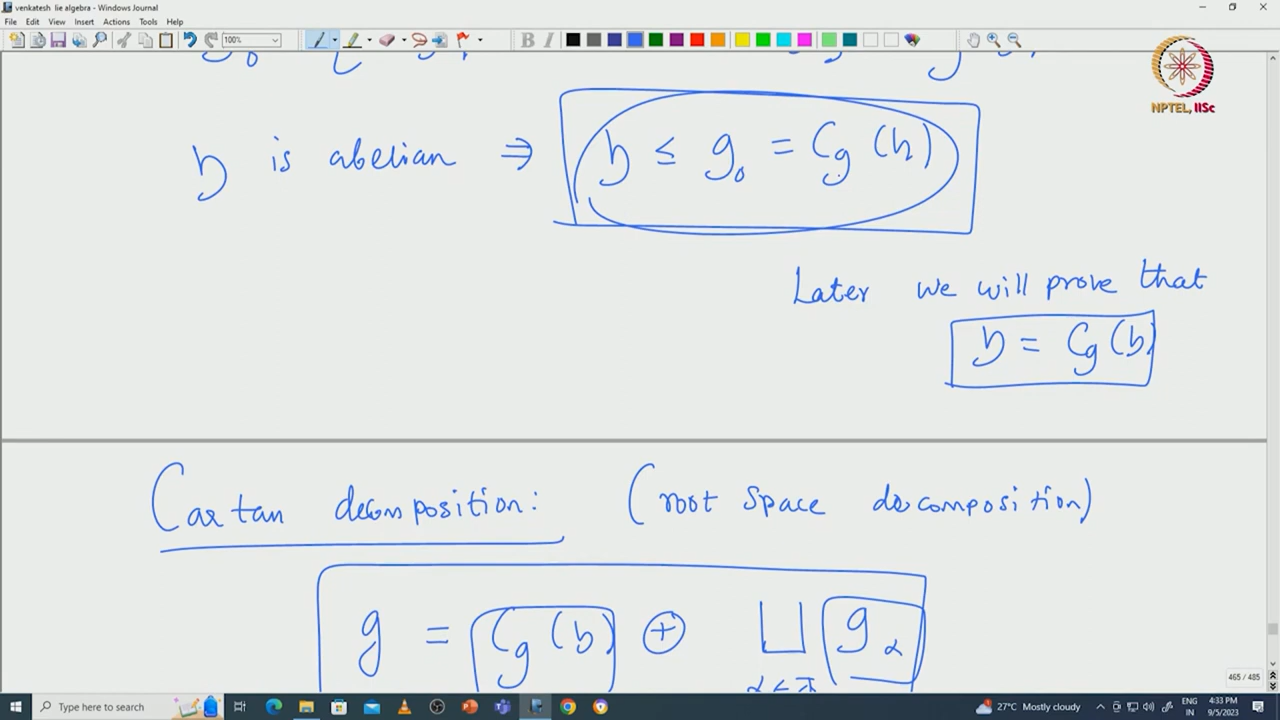 venkatesh lie algebra - Windows Journal
File Edit View Insert Actions Tools Help
100%
B I
NPTEL, IISc
𝔥 is abelian ⇒ 𝔥 ≤ g₀ = C_g (𝔥)
Later we will prove that
𝔥 = C_g (𝔥)
Cartan decomposition: (root space decomposition)
g = C_g (𝔥) ⊕ ⨆ g_α
465 / 485
Type here to search
27°C Mostly cloudy
ENG
IN
4:33 PM
9/5/2023